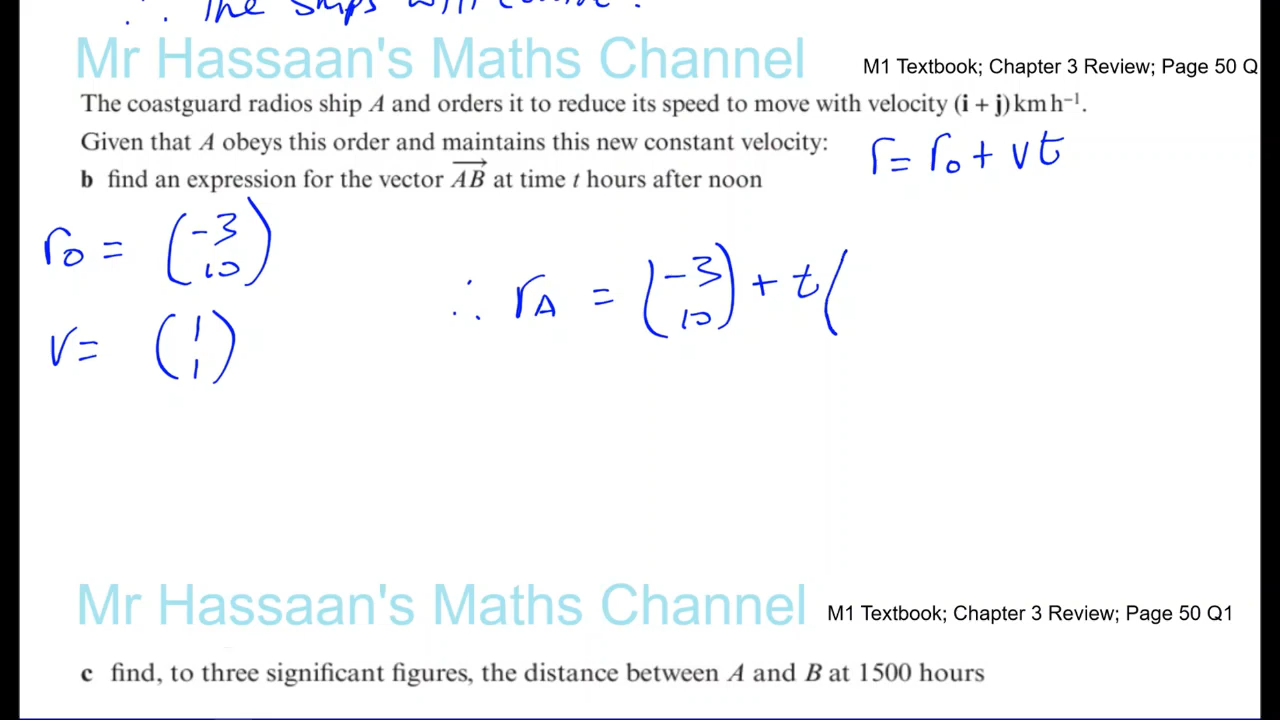 ∴ The ships will
Mr Hassaan's Maths Channel
M1 Textbook; Chapter 3 Review; Page 50 Q
The coastguard radios ship A and orders it to reduce its speed to move with velocity (i + j) km h⁻¹.
Given that A obeys this order and maintains this new constant velocity:
r = r₀ + vt
b find an expression for the vector \overrightarrow{AB} at time t hours after noon
r₀ = (-3 10)
∴ r_A = (-3 10) + t(
v = (1 1)
Mr Hassaan's Maths Channel
M1 Textbook; Chapter 3 Review; Page 50 Q1
c find, to three significant figures, the distance between A and B at 1500 hours